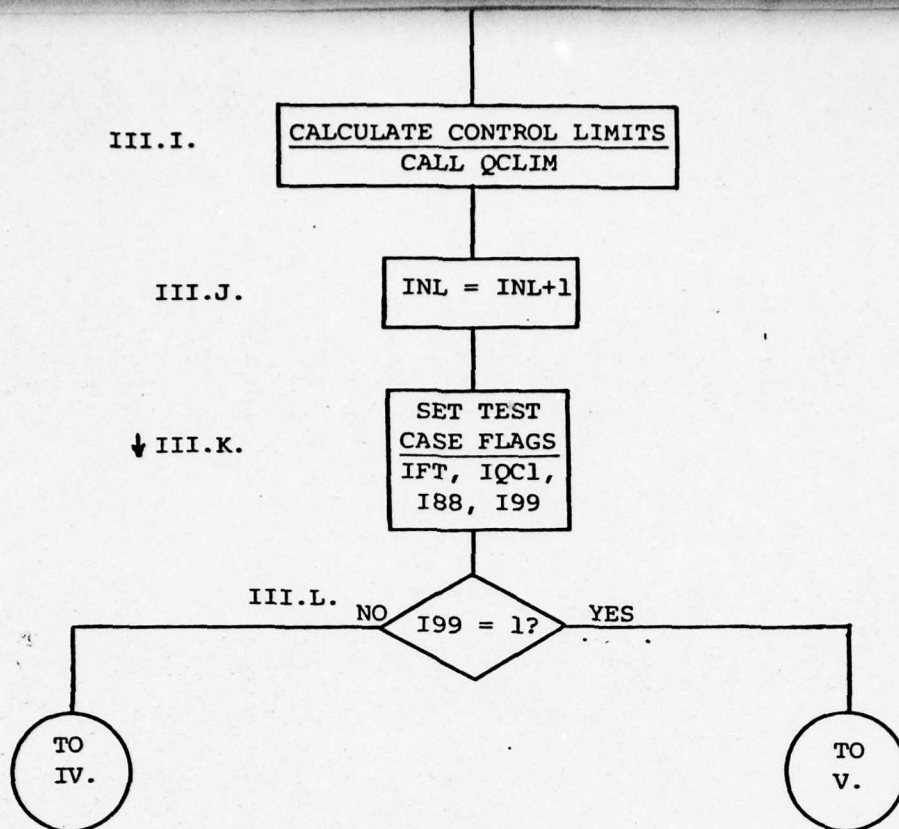 III.I.
CALCULATE CONTROL LIMITS
CALL QCLIM
III.J.
INL = INL+1
III.K.
SET TEST
CASE FLAGS
IFT, IQC1,
I88, I99
III.L.
NO
I99 = 1?
YES
TO
IV.
TO
V.